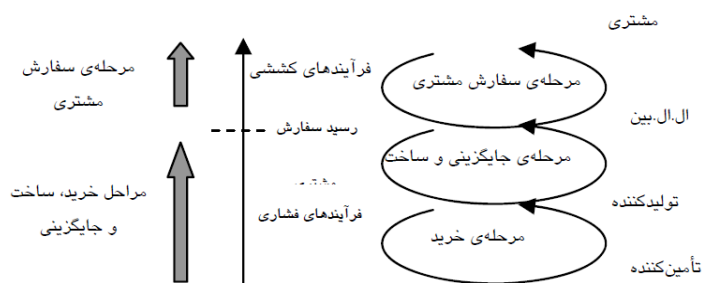 مشتری
مرحله‌ی سفارش
مشتری
فرآیندهای کششی
مرحله‌ی سفارش مشتری
ال.ال.بین
رسید سفارش
مرحله‌ی جایگزینی و ساخت
مراحل خرید، ساخت
و جایگزینی
فرآیندهای فشاری
تولیدکننده
مرحله‌ی خرید
تأمین‌کننده